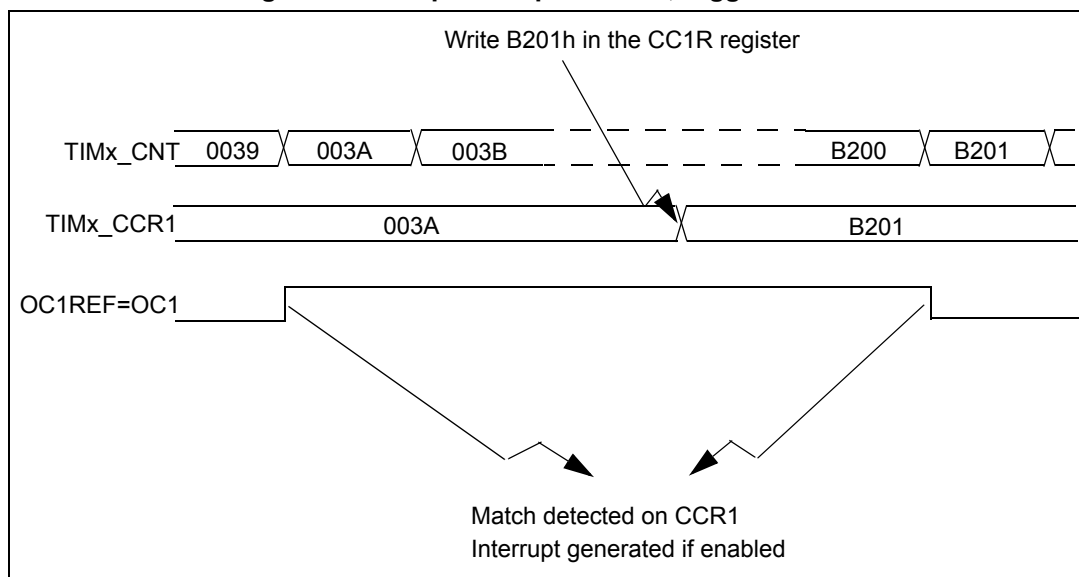 Write B201h in the CC1R register
TIMx_CNT 0039 003A 003B B200 B201
TIMx_CCR1 003A B201
OC1REF=OC1
Match detected on CCR1
Interrupt generated if enabled